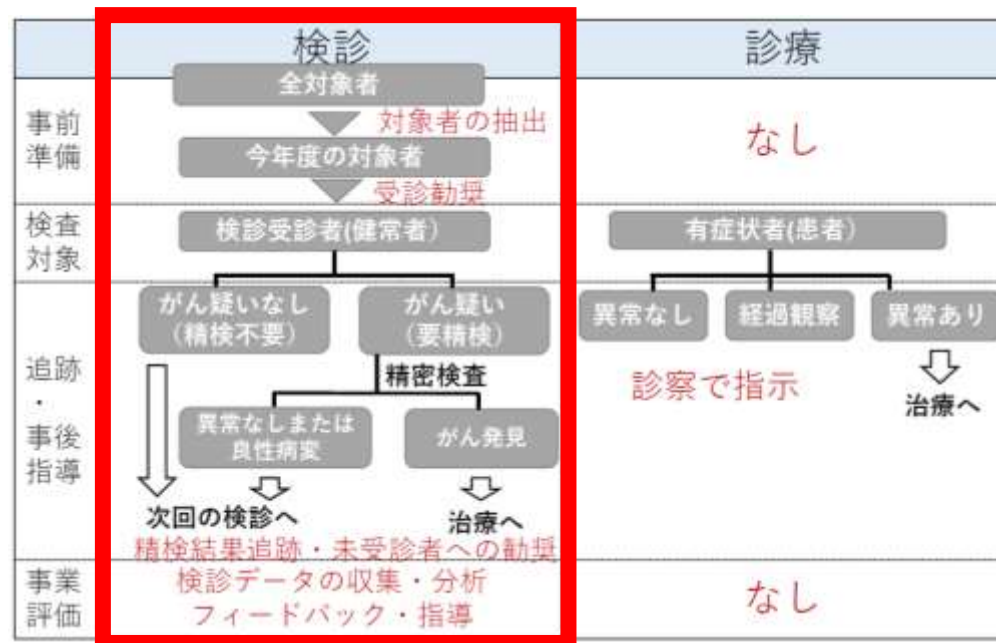 検診
診療
事前
準備
全対象者
対象者の抽出
今年度の対象者
受診勧奨
なし
検査
対象
検診受診者(健常者)
有症状者(患者)
追跡
・
事後
指導
がん疑いなし
(精検不要)
がん疑い
(要精検)
精密検査
異常なしまたは
良性病変
がん発見
次回の検診へ
治療へ
精検結果追跡・未受診者への勧奨
異常なし
経過観察
異常あり
診察で指示
治療へ
事業
評価
検診データの収集・分析
フィードバック・指導
なし